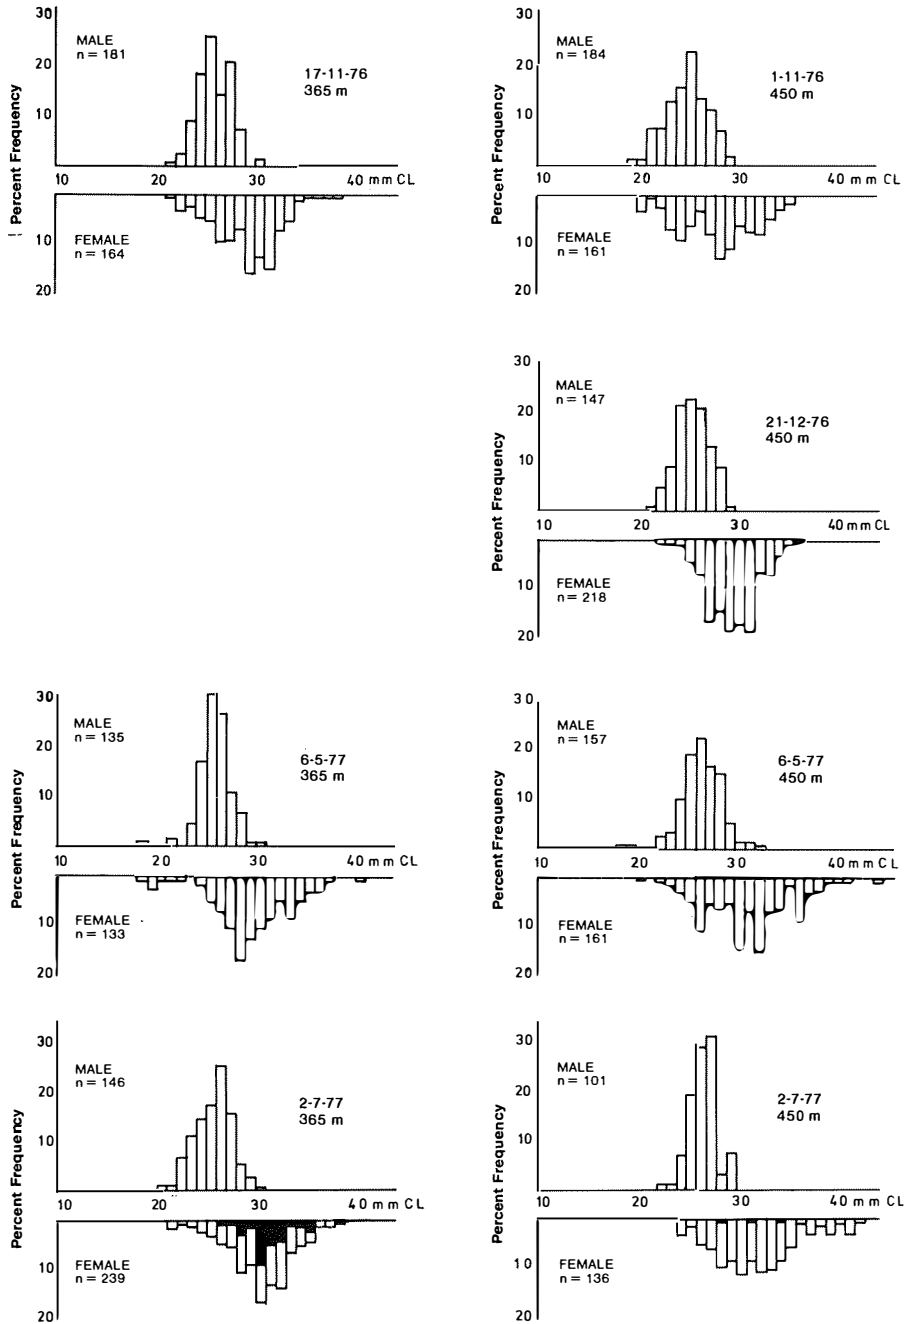 30
MALE
n = 181
20
17-11-76
365 m
10
Percent Frequency
10 20 30 40 mm CL
10
FEMALE
n = 164
20
30
MALE
n = 184
20
1-11-76
450 m
10
Percent Frequency
10 20 30 40 mm CL
10
FEMALE
n = 161
20
30
MALE
n = 147
20
21-12-76
450 m
10
Percent Frequency
10 20 30 40 mm CL
10
FEMALE
n = 218
20
30
MALE
n = 135
20
6-5-77
365 m
10
Percent Frequency
10 20 30 40 mm CL
10
FEMALE
n = 133
20
30
MALE
n = 157
20
6-5-77
450 m
10
Percent Frequency
10 20 30 40 mm CL
10
FEMALE
n = 161
20
30
MALE
n = 146
20
2-7-77
365 m
10
Percent Frequency
10 20 30 40 mm CL
10
FEMALE
n = 239
20
30
MALE
n = 101
20
2-7-77
450 m
10
Percent Frequency
10 20 30 40 mm CL
10
FEMALE
n = 136
20